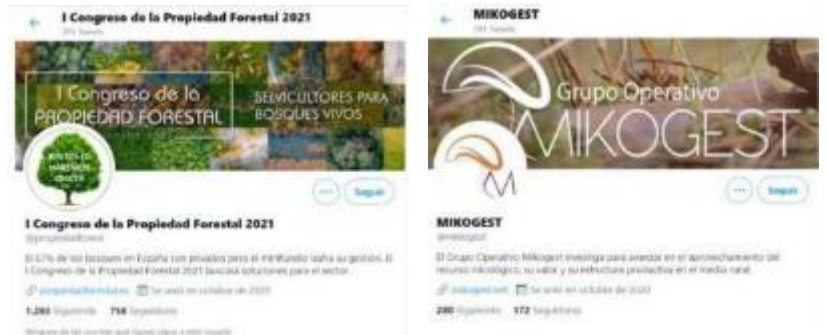 I Congreso de la Propiedad Forestal 2021
I Congreso de la
PROPIEDAD FORESTAL
SELVICULTORES PARA
BOSQUES VIVOS
Seguir
I Congreso de la Propiedad Forestal 2021
El 67% de los bosques en España son privados pero el minifundio lastra su gestión. El
I Congreso de la Propiedad Forestal 2021 buscará soluciones para el sector
Se unió en octubre de 2020
758 Seguidores
MIKOGEST
Grupo Operativo
MIKOGEST
M
Seguir
MIKOGEST
@mikogest
El Grupo Operativo Mikogest investiga para avanzar en el aprovechamiento del
recurso micológico, su valor y su estructura productiva en el medio rural.
mikogest.net Se unió en octubre de 2020
280 Siguiendo 172 Seguidores